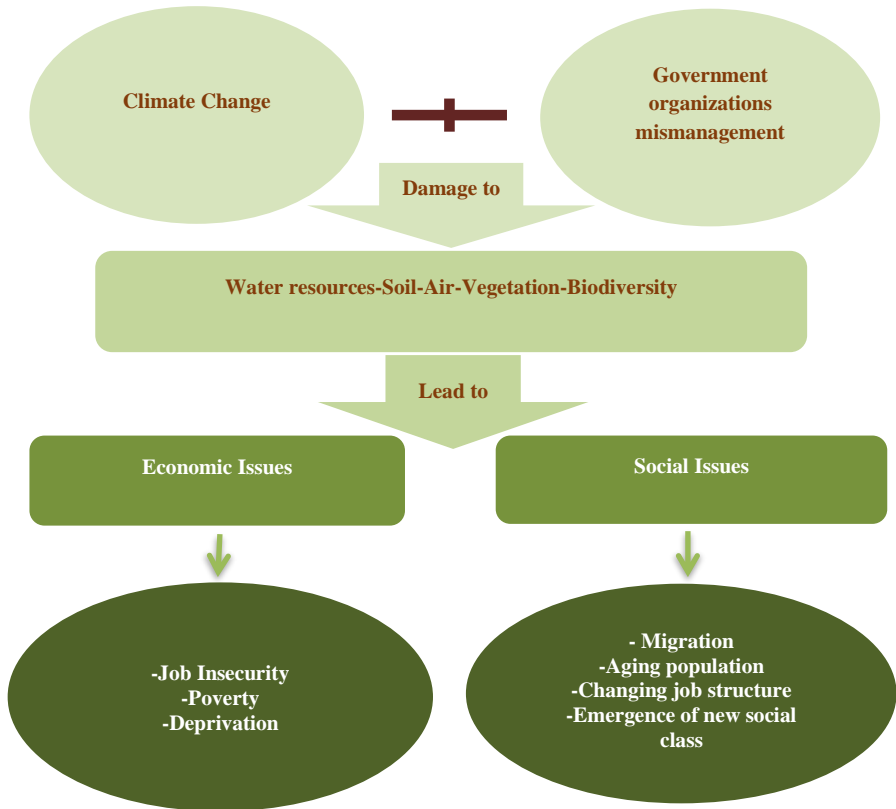 Climate Change
Government
organizations
mismanagement
Damage to
Water resources-Soil-Air-Vegetation-Biodiversity
Lead to
Economic Issues
Social Issues
-Job Insecurity
-Poverty
-Deprivation
- Migration
-Aging population
-Changing job structure
-Emergence of new social
class